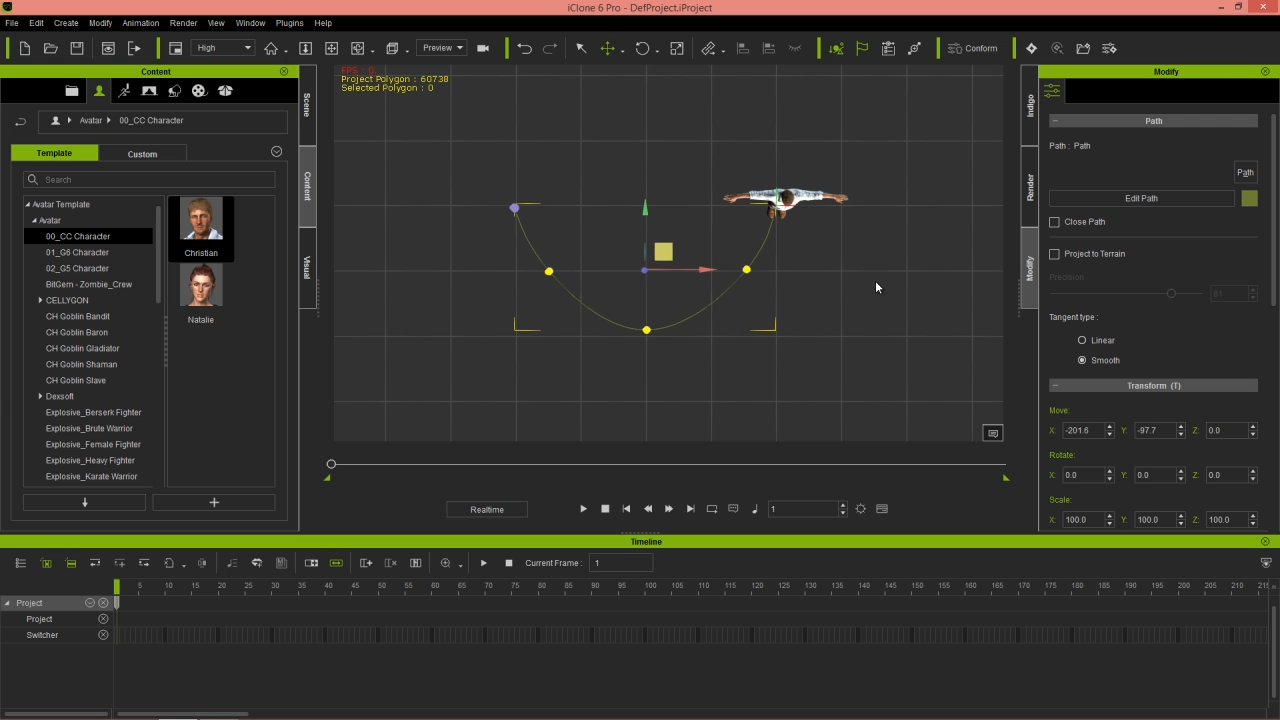 iClone 6 Pro - DefProject.iProject
File Edit Create Modify Animation Render View Window Plugins Help
High Preview Conform
Content
Avatar 00_CC Character
Template Custom
Search
Avatar Template
Avatar
00_CC Character
01_G6 Character
02_G5 Character
BitGem - Zombie_Crew
CELLYGON
CH Goblin Bandit
CH Goblin Baron
CH Goblin Gladiator
CH Goblin Shaman
CH Goblin Slave
Dexsoft
Explosive_Berserk Fighter
Explosive_Brute Warrior
Explosive_Female Fighter
Explosive_Heavy Fighter
Explosive_Karate Warrior
Christian
Natalie
Scene
Content
Visual
FPS : 0
Project Polygon : 60738
Selected Polygon : 0
Indigo
Render
Modify
Modify
Path
Path : Path
Path
Edit Path
Close Path
Project to Terrain
Precision
81
Tangent type :
Linear
Smooth
Transform (T)
Move:
X: -201.6 Y: -97.7 Z: 0.0
Rotate:
X: 0.0 Y: 0.0 Z: 0.0
Scale:
X: 100.0 Y: 100.0 Z: 100.0
Realtime 1
Timeline
Current Frame : 1
5 10 15 20 25 30 35 40 45 50 55 60 65 70 75 80 85 90 95 100 105 110 115 120 125 130 135 140 145 150 155 160 165 170 175 180 185 190 195 200 205 210 215
Project
Project
Switcher